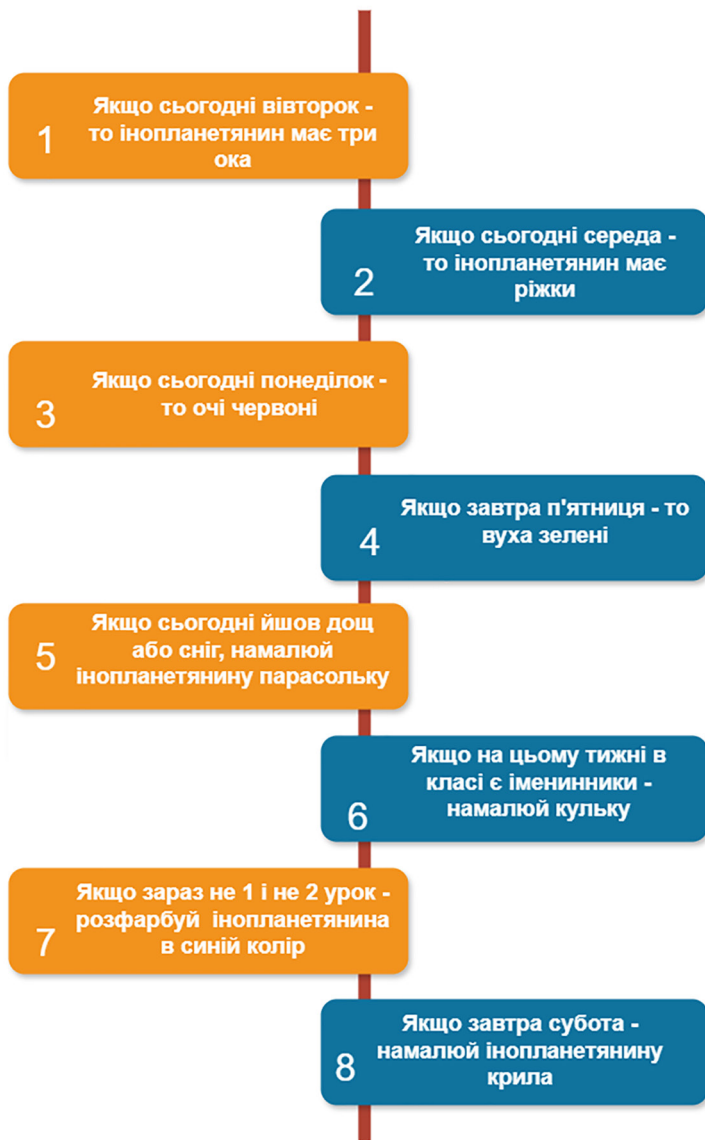 1
Якщо сьогодні вівторок -
то інопланетянин має три
ока
2
Якщо сьогодні середа -
то інопланетянин має
ріжки
3
Якщо сьогодні понеділок -
то очі червоні
4
Якщо завтра п'ятниця - то
вуха зелені
5
Якщо сьогодні йшов дощ
або сніг, намалюй
інопланетянину парасольку
6
Якщо на цьому тижні в
класі є іменинники -
намалюй кульку
7
Якщо зараз не 1 і не 2 урок -
розфарбуй інопланетянина
в синій колір
8
Якщо завтра субота -
намалюй інопланетянину
крила